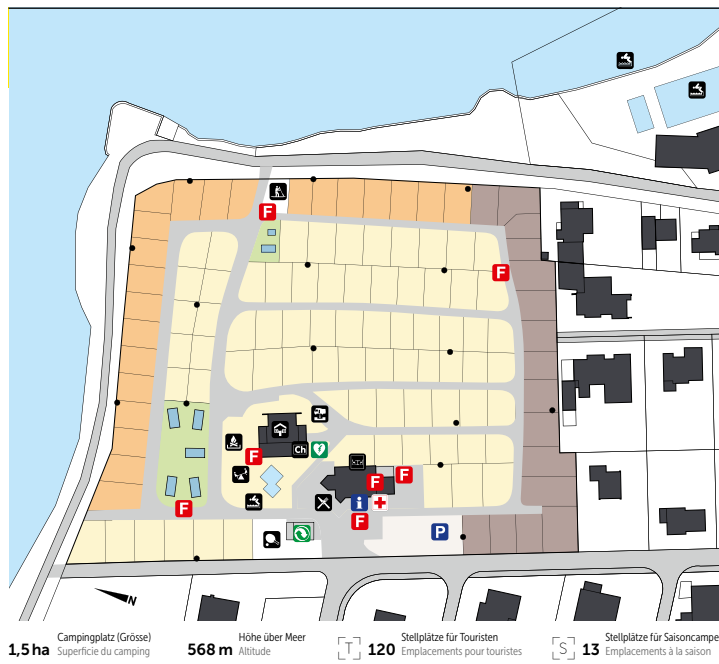 F
F
Ch
F
F
F
F
i
F
P
N
1,5 ha Campingplatz (Grösse)
Superficie du camping
568 m Höhe über Meer
Altitude
T 120 Stellplätze für Touristen
Emplacements pour touristes
S 13 Stellplätze für Saisoncampe
Emplacements à la saison